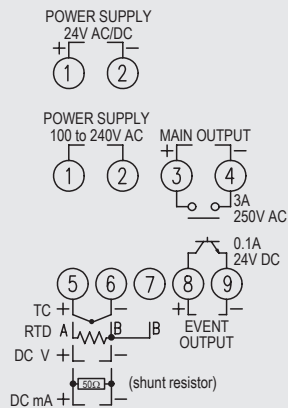 POWER SUPPLY
24V AC/DC
+ −
1 2
POWER SUPPLY
100 to 240V AC
MAIN OUTPUT
+ −
1 2 3 4
3A
250V AC
0.1A
24V DC
5 6 7 8 9
TC + −
+ −
EVENT
OUTPUT
RTD A B B
DC V + −
50Ω (shunt resistor)
DC mA + −